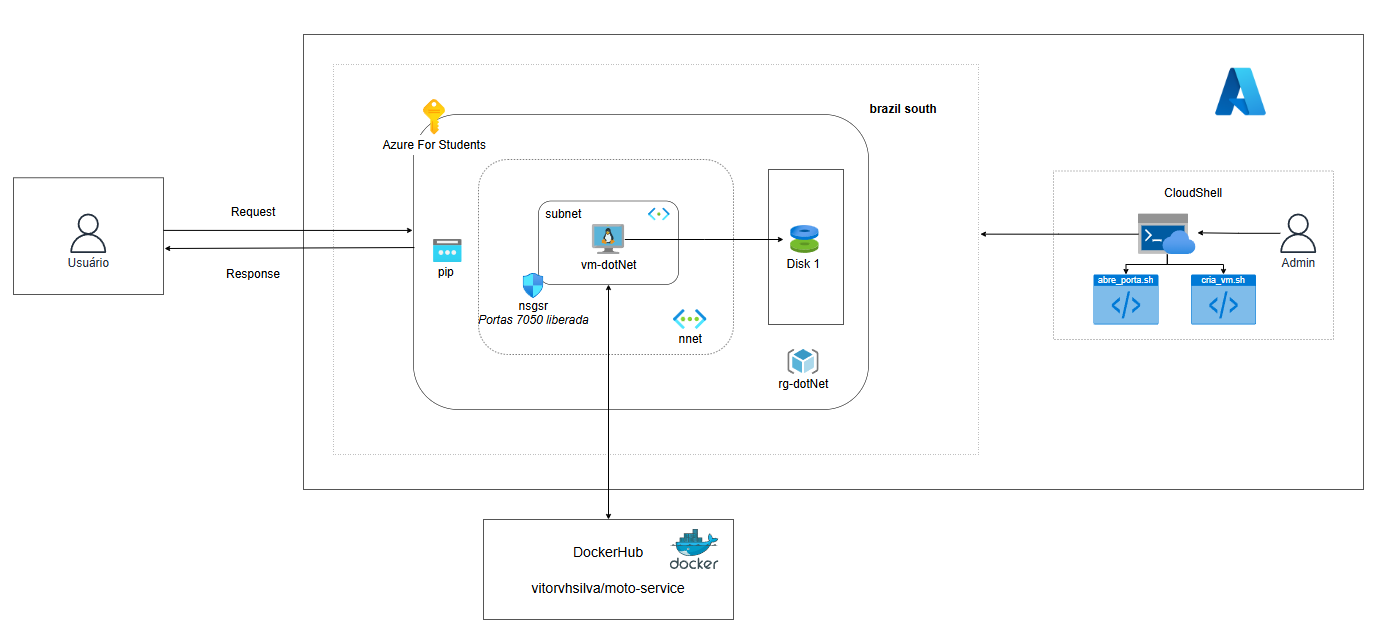 brazil south
Azure For Students
CloudShell
Request
subnet
Usuário
vm-dotNet
Disk 1
Admin
pip
Response
abre_porta.sh
cria_vm.sh
nsgsr
Portas 7050 liberada
nnet
rg-dotNet
DockerHub
docker
vitorvhsilva/moto-service